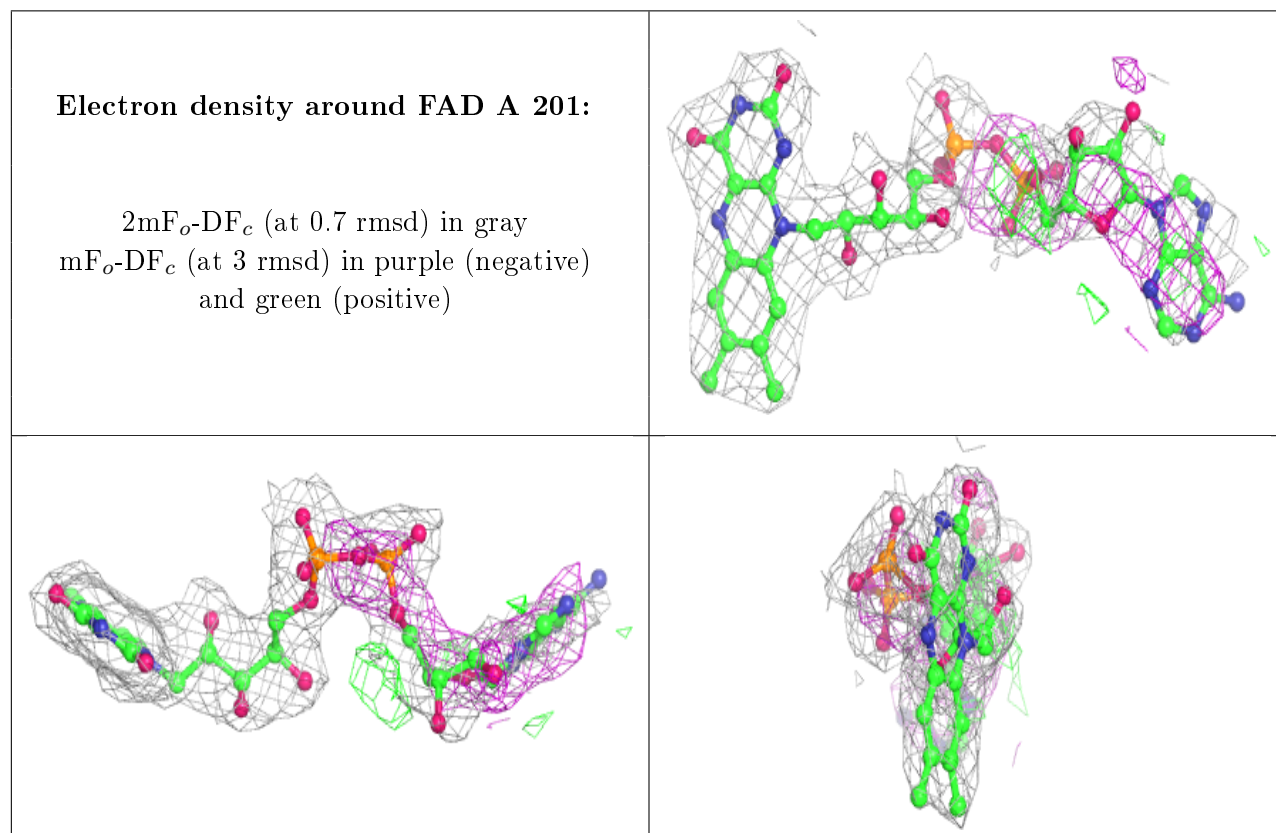 Electron density around FAD A 201:
2mFₒ-DF𝒸 (at 0.7 rmsd) in gray
mFₒ-DF𝒸 (at 3 rmsd) in purple (negative)
and green (positive)